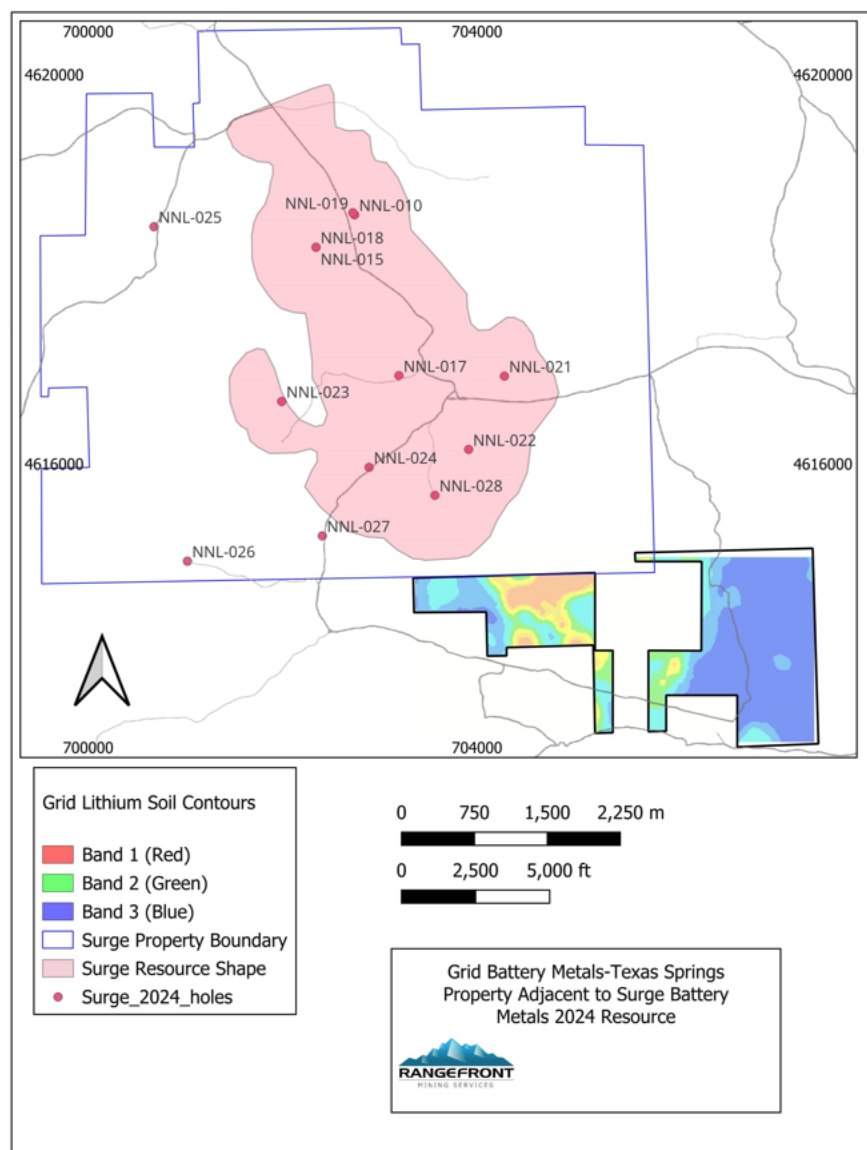 700000
704000
4620000
4620000
NNL-019
NNL-010
NNL-025
NNL-018
NNL-015
NNL-017
NNL-021
NNL-023
NNL-022
4616000
4616000
NNL-024
NNL-028
NNL-027
NNL-026
700000
704000
Grid Lithium Soil Contours
Band 1 (Red)
Band 2 (Green)
Band 3 (Blue)
Surge Property Boundary
Surge Resource Shape
Surge_2024_holes
0 750 1,500 2,250 m
0 2,500 5,000 ft
Grid Battery Metals-Texas Springs
Property Adjacent to Surge Battery
Metals 2024 Resource
RANGEFRONT
MINING SERVICES